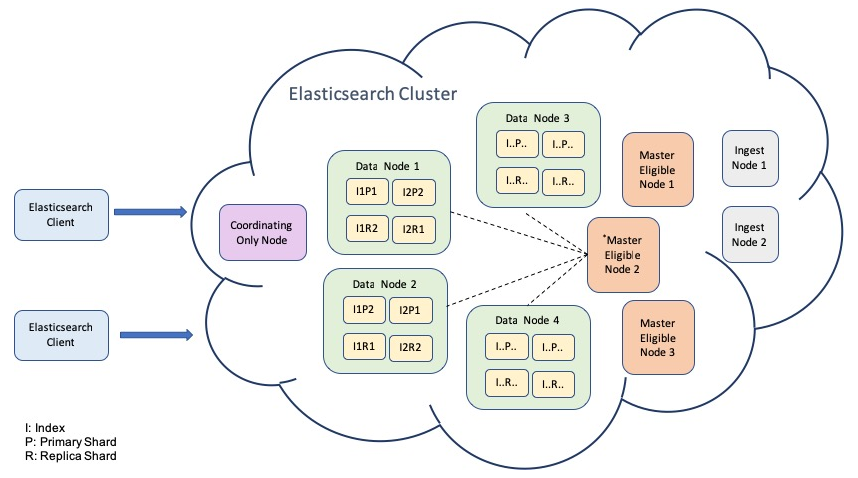 Elasticsearch Cluster
Elasticsearch
Client
Elasticsearch
Client
Coordinating
Only Node
Data Node 1
I1P1 I2P2
I1R2 I2R1
Data Node 2
I1P2 I2P1
I1R1 I2R2
Data Node 3
I..P.. I..P..
I..R.. I..R..
Data Node 4
I..P.. I..P..
I..R.. I..R..
Master
Eligible
Node 1
*Master
Eligible
Node 2
Master
Eligible
Node 3
Ingest
Node 1
Ingest
Node 2
I: Index
P: Primary Shard
R: Replica Shard